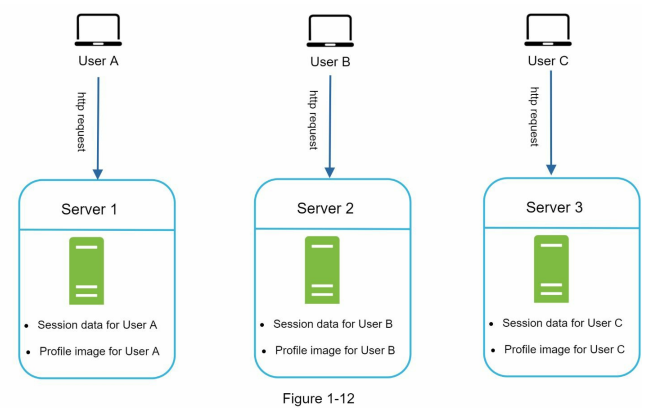 User A
User B
User C
http request
http request
http request
Server 1
Server 2
Server 3
• Session data for User A
• Profile image for User A
• Session data for User B
• Profile image for User B
• Session data for User C
• Profile image for User C
Figure 1-12